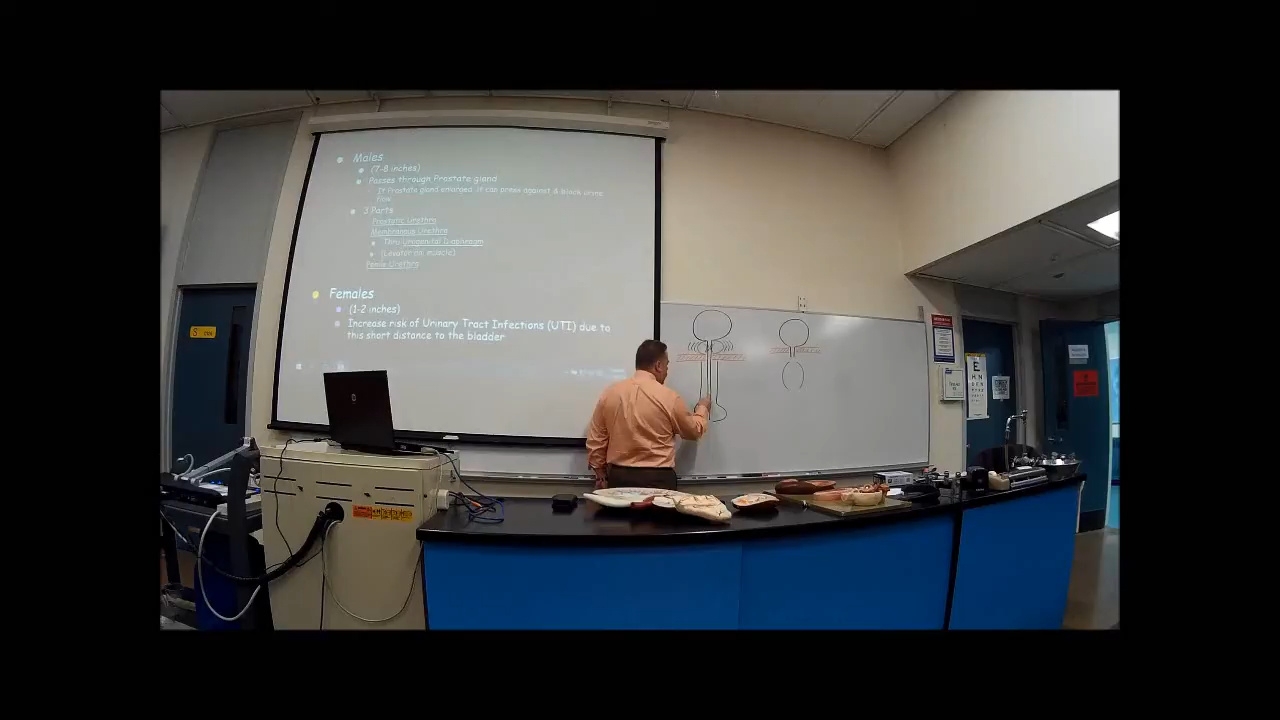 Males
(7-8 inches)
Passes through Prostate gland
If Prostate gland enlarged, it can press against & block urine
flow
3 Parts
Prostatic Urethra
Membranous Urethra
Thru Urogenital Diaphragm
(Levator ani muscle)
Penile Urethra
Females
(1-2 inches)
Increase risk of Urinary Tract Infections (UTI) due to
this short distance to the bladder
E